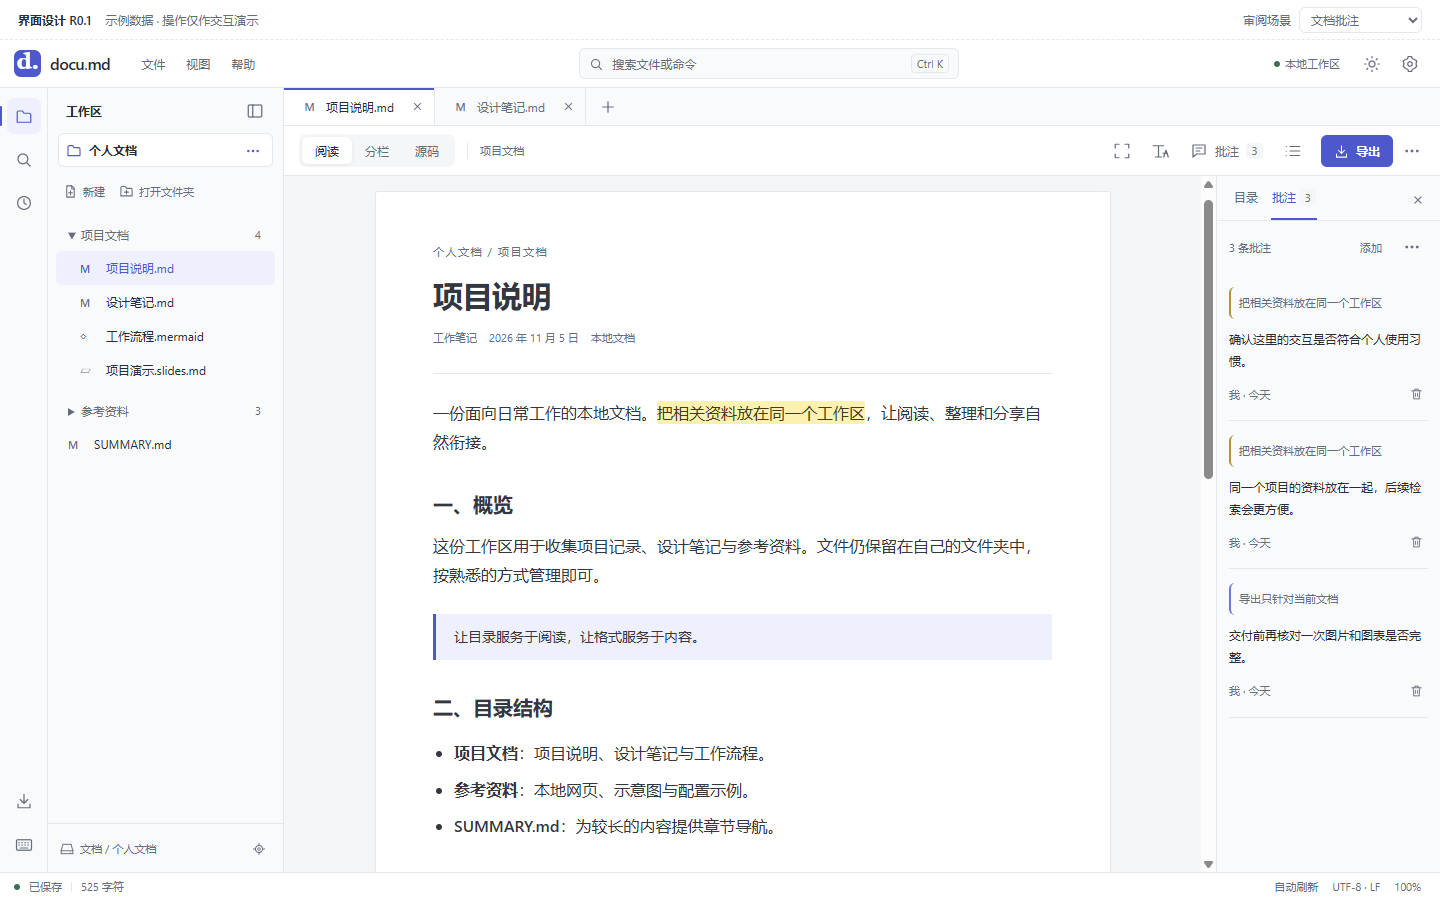 界面设计 R0.1 示例数据 · 操作仅作交互演示 审阅场景 文档批注
d. docu.md 文件 视图 帮助 搜索文件或命令 Ctrl K 本地工作区
工作区
个人文档
新建 打开文件夹
项目文档 4
M 项目说明.md
M 设计笔记.md
工作流程.mermaid
项目演示.slides.md
参考资料 3
M SUMMARY.md
文档 / 个人文档
M 项目说明.md M 设计笔记.md
阅读 分栏 源码 项目文档 批注 3 导出
个人文档 / 项目文档
项目说明
工作笔记 2026 年 11 月 5 日 本地文档
一份面向日常工作的本地文档。把相关资料放在同一个工作区，让阅读、整理和分享自
然衔接。
一、概览
这份工作区用于收集项目记录、设计笔记与参考资料。文件仍保留在自己的文件夹中，
按熟悉的方式管理即可。
让目录服务于阅读，让格式服务于内容。
二、目录结构
项目文档：项目说明、设计笔记与工作流程。
参考资料：本地网页、示意图与配置示例。
SUMMARY.md：为较长的内容提供章节导航。
目录 批注 3
3 条批注 添加
把相关资料放在同一个工作区
确认这里的交互是否符合个人使用习
惯。
我 · 今天
把相关资料放在同一个工作区
同一个项目的资料放在一起，后续检
索会更方便。
我 · 今天
导出只针对当前文档
交付前再核对一次图片和图表是否完
整。
我 · 今天
已保存 525 字符 自动刷新 UTF-8 · LF 100%